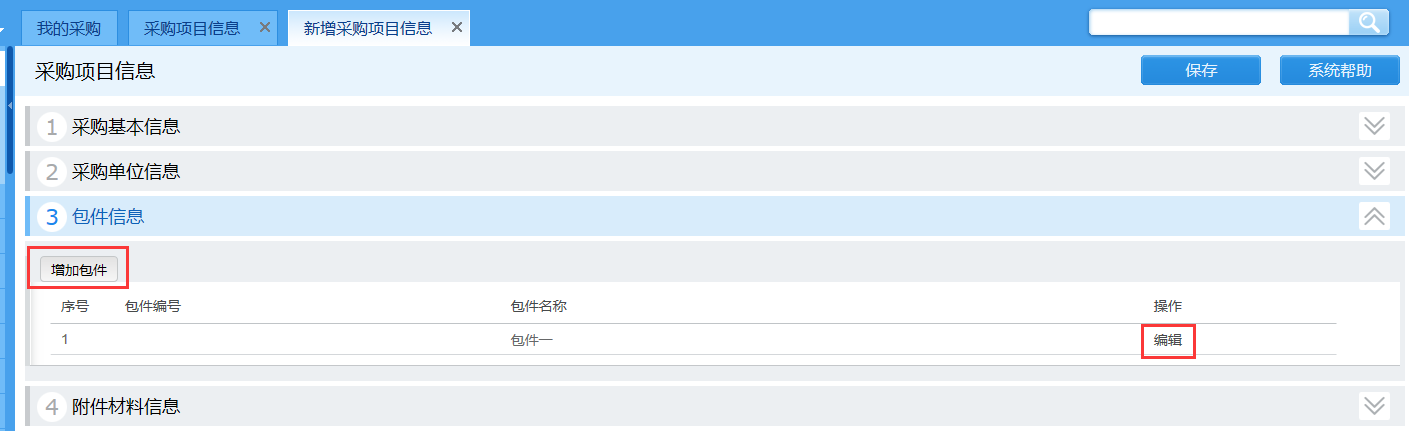 我的采购 采购项目信息 新增采购项目信息
采购项目信息 保存 系统帮助
1 采购基本信息
2 采购单位信息
3 包件信息
增加包件
序号 包件编号 包件名称 操作
1 包件一 编辑
4 附件材料信息